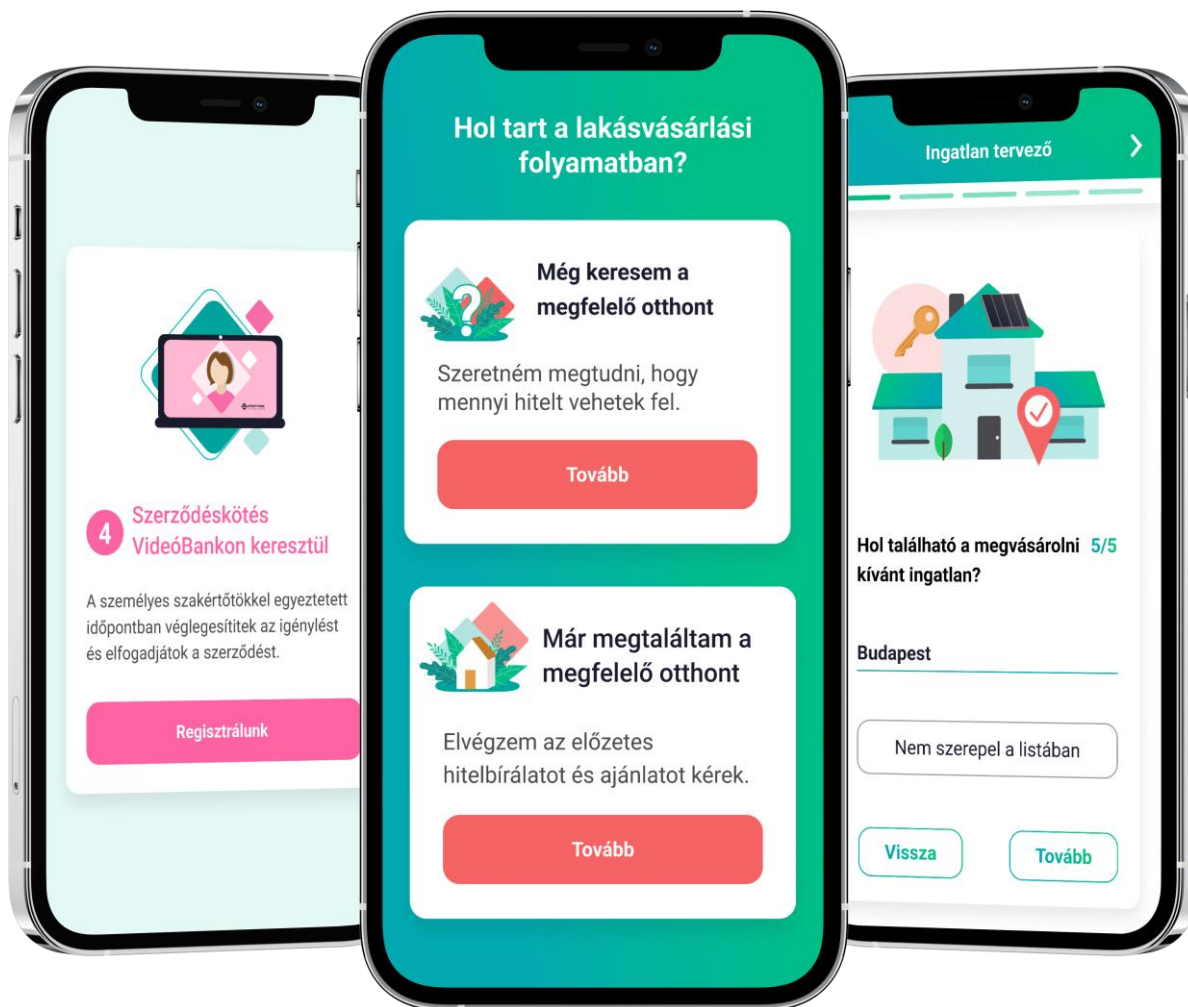 4
Szerződéskötés
VideóBankon keresztül
A személyes szakértőtökkel egyeztetett
időpontban véglegesítitek az igénylést
és elfogadjátok a szerződést.
Regisztrálunk
Hol tart a lakásvásárlási
folyamatban?
Még keresem a
megfelelő otthont
Szeretném megtudni, hogy
mennyi hitelt vehetek fel.
Tovább
Már megtaláltam a
megfelelő otthont
Elvégzem az előzetes
hitelbírálatot és ajánlatot kérek.
Tovább
Ingatlan tervező
Hol található a megvásárolni 5/5
kívánt ingatlan?
Budapest
Nem szerepel a listában
Vissza Tovább